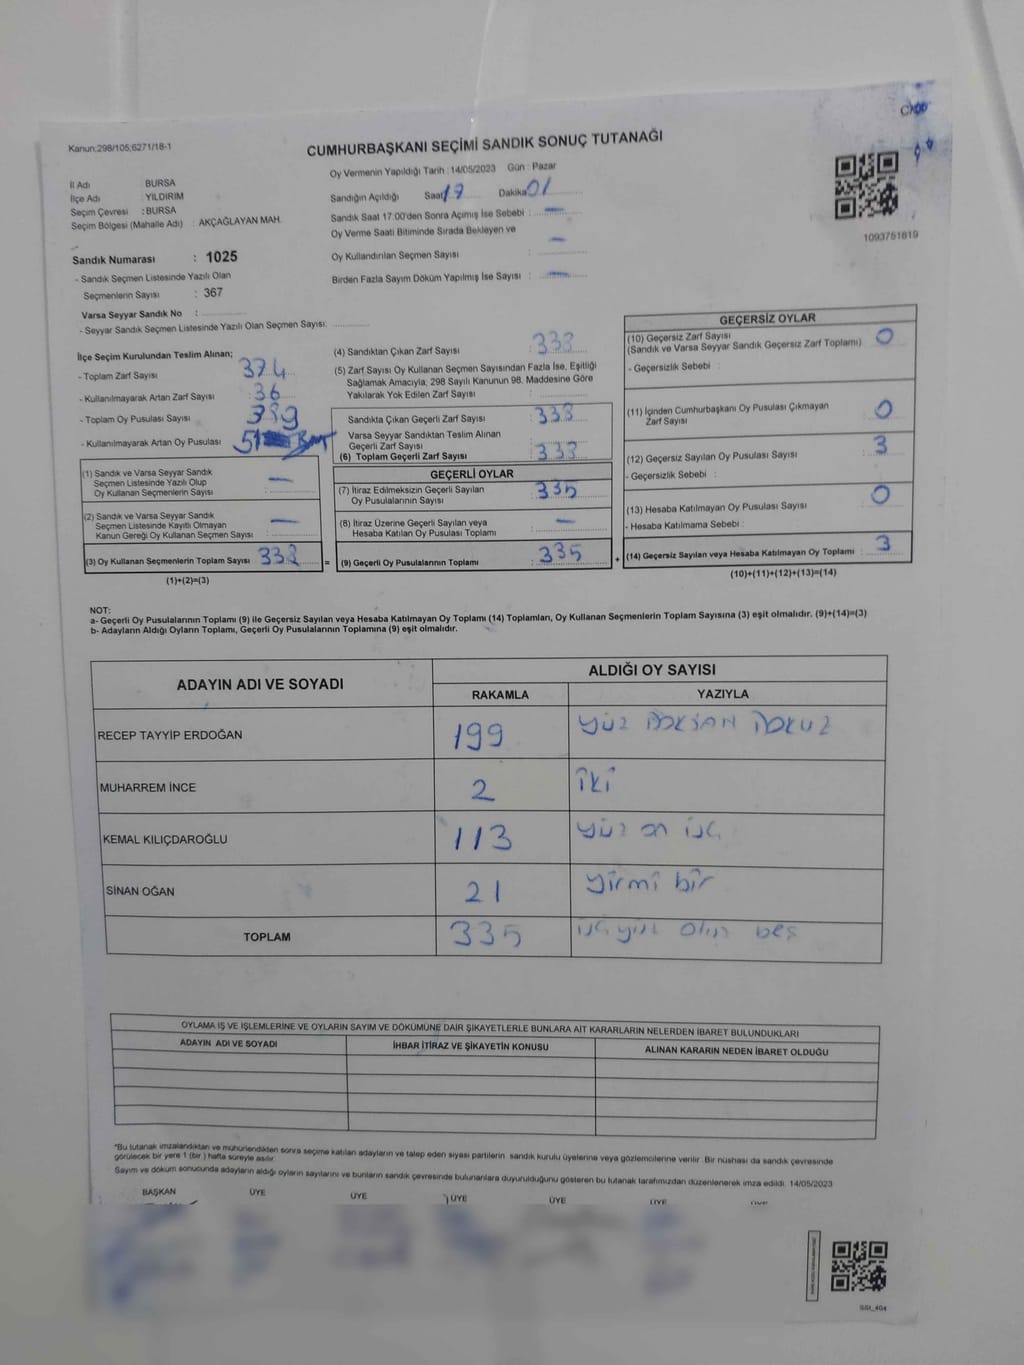 Kanun:298/105;6271/18-1
CUMHURBAŞKANI SEÇİMİ SANDIK SONUÇ TUTANAĞI
İl Adı BURSA
İlçe Adı : YILDIRIM
Seçim Çevresi : BURSA
Seçim Bölgesi (Mahalle Adı) : AKÇAĞLAYAN MAH.
Sandık Numarası : 1025
- Sandık Seçmen Listesinde Yazılı Olan
Seçmenlerin Sayısı : 367
Varsa Seyyar Sandık No :
- Seyyar Sandık Seçmen Listesinde Yazılı Olan Seçmen Sayısı:
Oy Vermenin Yapıldığı Tarih : 14/05/2023 Gün : Pazar
Sandığın Açıldığı Saat 17 Dakika 01
Sandık Saat 17:00'den Sonra Açılmış İse Sebebi : —
Oy Verme Saati Bitiminde Sırada Bekleyen ve
Oy Kullandırılan Seçmen Sayısı : —
Birden Fazla Sayım Döküm Yapılmış İse Sayısı : —
1093751819
İlçe Seçim Kurulundan Teslim Alınan;
- Toplam Zarf Sayısı 374
- Kullanılmayarak Artan Zarf Sayısı : 36
- Toplam Oy Pusulası Sayısı : 389
- Kullanılmayarak Artan Oy Pusulası 51
(1) Sandık ve Varsa Seyyar Sandık
Seçmen Listesinde Yazılı Olup
Oy Kullanan Seçmenlerin Sayısı : —
(2) Sandık ve Varsa Seyyar Sandık
Seçmen Listesinde Kayıtlı Olmayan
Kanun Gereği Oy Kullanan Seçmen Sayısı : —
(3) Oy Kullanan Seçmenlerin Toplam Sayısı : 338
(1)+(2)=(3)
=
(4) Sandıktan Çıkan Zarf Sayısı : 338
(5) Zarf Sayısı Oy Kullanan Seçmen Sayısından Fazla İse, Eşitliği
Sağlamak Amacıyla, 298 Sayılı Kanunun 98. Maddesine Göre
Yakılarak Yok Edilen Zarf Sayısı :
Sandıkta Çıkan Geçerli Zarf Sayısı : 338
Varsa Seyyar Sandıktan Teslim Alınan
Geçerli Zarf Sayısı
(6) Toplam Geçerli Zarf Sayısı : 338
GEÇERLİ OYLAR
(7) İtiraz Edilmeksizin Geçerli Sayılan
Oy Pusulalarının Sayısı : 335
(8) İtiraz Üzerine Geçerli Sayılan veya
Hesaba Katılan Oy Pusulası Toplamı : —
(9) Geçerli Oy Pusulalarının Toplamı : 335
+
GEÇERSİZ OYLAR
(10) Geçersiz Zarf Sayısı
(Sandık ve Varsa Seyyar Sandık Geçersiz Zarf Toplamı) : 0
- Geçersizlik Sebebi :
(11) İçinden Cumhurbaşkanı Oy Pusulası Çıkmayan
Zarf Sayısı : 0
(12) Geçersiz Sayılan Oy Pusulası Sayısı : 3
- Geçersizlik Sebebi :
(13) Hesaba Katılmayan Oy Pusulası Sayısı : 0
- Hesaba Katılmama Sebebi :
(14) Geçersiz Sayılan veya Hesaba Katılmayan Oy Toplamı : 3
(10)+(11)+(12)+(13)=(14)
NOT:
a- Geçerli Oy Pusulalarının Toplamı (9) ile Geçersiz Sayılan veya Hesaba Katılmayan Oy Toplamı (14) Toplamları, Oy Kullanan Seçmenlerin Toplam Sayısına (3) eşit olmalıdır. (9)+(14)=(3)
b- Adayların Aldığı Oyların Toplamı, Geçerli Oy Pusulalarının Toplamına (9) eşit olmalıdır.
ADAYIN ADI VE SOYADI ALDIĞI OY SAYISI
RAKAMLA YAZIYLA
RECEP TAYYİP ERDOĞAN 199 yüz DOKSAN DOKUZ
MUHARREM İNCE 2 iki
KEMAL KILIÇDAROĞLU 113 yüz on üç
SİNAN OĞAN 21 yirmi bir
TOPLAM 335 üç yüz otuz beş
OYLAMA İŞ VE İŞLEMLERİNE VE OYLARIN SAYIM VE DÖKÜMÜNE DAİR ŞİKAYETLERLE BUNLARA AİT KARARLARIN NELERDEN İBARET BULUNDUKLARI
ADAYIN ADI VE SOYADI İHBAR İTİRAZ VE ŞİKAYETİN KONUSU ALINAN KARARIN NEDEN İBARET OLDUĞU
*Bu tutanak imzalandıktan ve mühürlendikten sonra seçime katılan adayların ve talep eden siyasi partilerin sandık kurulu üyelerine veya gözlemcilerine verilir. Bir nüshası da sandık çevresinde
görülecek bir yere 1 (bir ) hafta süreyle asılır.
Sayım ve döküm sonucunda adayların aldığı oyların sayılarını ve bunların sandık çevresinde bulunanlara duyurulduğunu gösteren bu tutanak tarafımızdan düzenlenerek imza edildi. 14/05/2023
BAŞKAN ÜYE ÜYE ÜYE ÜYE ÜYE